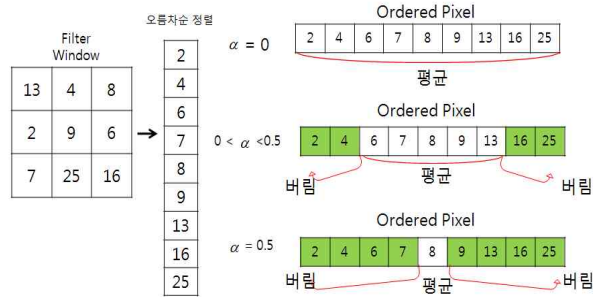 Filter
Window
13 4 8
2 9 6
7 25 16
오름차순 정렬
2
4
6
7
8
9
13
16
25
α = 0
Ordered Pixel
2 4 6 7 8 9 13 16 25
평균
0 < α <0.5
Ordered Pixel
2 4 6 7 8 9 13 16 25
버림 평균 버림
α = 0.5
Ordered Pixel
2 4 6 7 8 9 13 16 25
버림 평균 버림